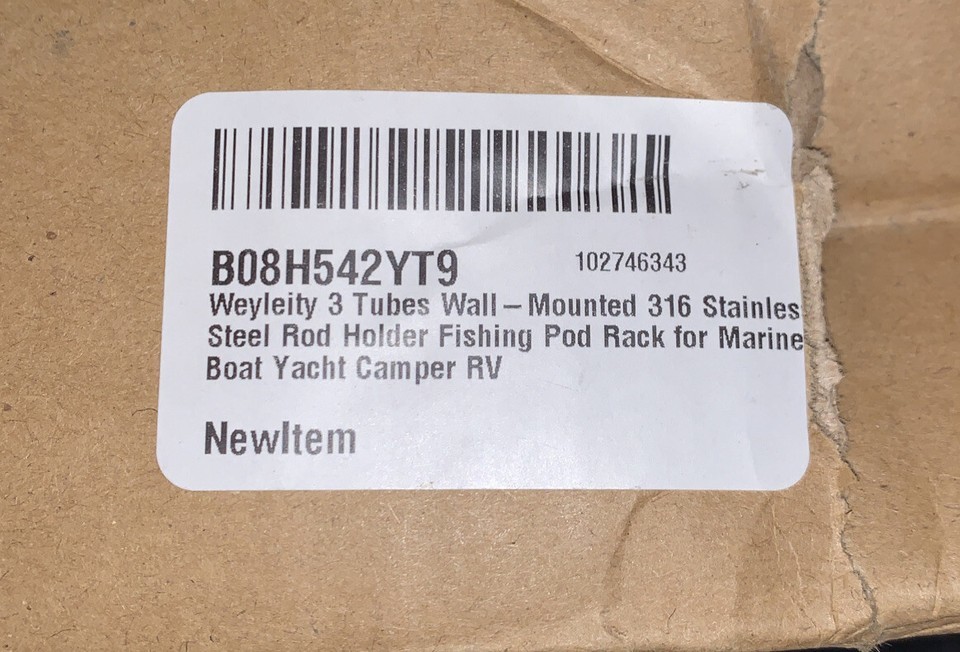 B08H542YT9 102746343
Weyleity 3 Tubes Wall – Mounted 316 Stainles
Steel Rod Holder Fishing Pod Rack for Marine
Boat Yacht Camper RV
NewItem